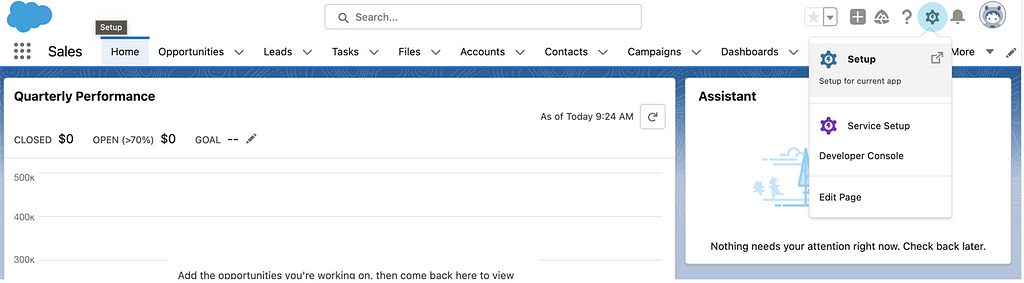 Search...
Setup
Sales
Home Opportunities Leads Tasks Files Accounts Contacts Campaigns Dashboards More
Setup
Setup for current app
Service Setup
Developer Console
Edit Page
Quarterly Performance
As of Today 9:24 AM
CLOSED $0 OPEN (>70%) $0 GOAL --
500K
400K
300K
Add the opportunities you're working on, then come back here to view
Assistant
Nothing needs your attention right now. Check back later.